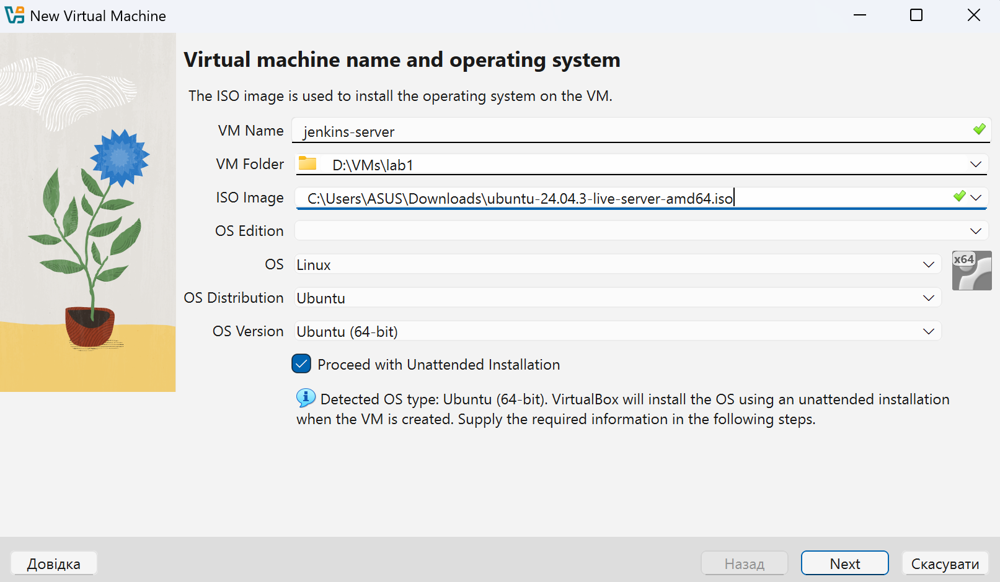 New Virtual Machine
Virtual machine name and operating system
The ISO image is used to install the operating system on the VM.
VM Name jenkins-server
VM Folder D:\VMs\lab1
ISO Image C:\Users\ASUS\Downloads\ubuntu-24.04.3-live-server-amd64.iso
OS Edition
OS Linux
x64
OS Distribution Ubuntu
OS Version Ubuntu (64-bit)
Proceed with Unattended Installation
Detected OS type: Ubuntu (64-bit). VirtualBox will install the OS using an unattended installation
when the VM is created. Supply the required information in the following steps.
Довідка Назад Next Скасувати